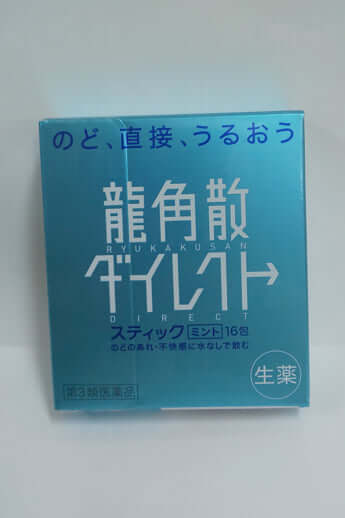 のど、直接、うるおう
龍角散
RYUKAKUSAN
ダイレクト
DIRECT
スティック ミント 16包
のどのあれ・不快感に水なしで飲む
生薬
第3類医薬品